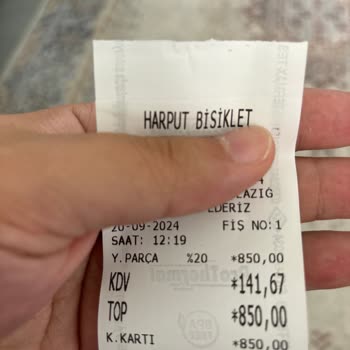 HARPUT BİSİKLET
EDERİZ
20-09-2024 FİŞ NO: 1
SAAT: 12:19
Y.PARÇA %20 *850,00
KDV *141,67
TOP *850,00
K.KARTI *850,00